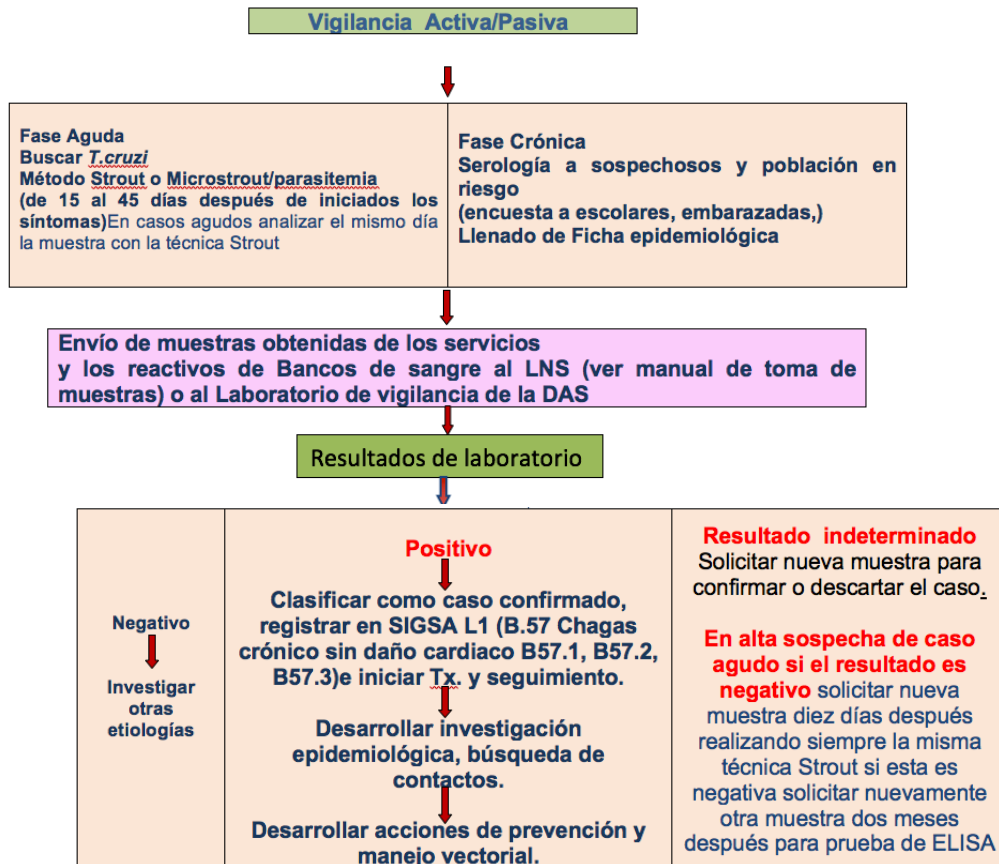 Vigilancia Activa/Pasiva
Fase Aguda
Buscar T.cruzi
Método Strout o Microstrout/parasitemia
(de 15 al 45 días después de iniciados los
síntomas)En casos agudos analizar el mismo día
la muestra con la técnica Strout
Fase Crónica
Serología a sospechosos y población en
riesgo
(encuesta a escolares, embarazadas,)
Llenado de Ficha epidemiológica
Envío de muestras obtenidas de los servicios
y los reactivos de Bancos de sangre al LNS (ver manual de toma de
muestras) o al Laboratorio de vigilancia de la DAS
Resultados de laboratorio
Negativo
Investigar
otras
etiologías
Positivo
Clasificar como caso confirmado,
registrar en SIGSA L1 (B.57 Chagas
crónico sin daño cardiaco B57.1, B57.2,
B57.3)e iniciar Tx. y seguimiento.
Desarrollar investigación
epidemiológica, búsqueda de
contactos.
Desarrollar acciones de prevención y
manejo vectorial.
Resultado indeterminado
Solicitar nueva muestra para
confirmar o descartar el caso.
En alta sospecha de caso
agudo si el resultado es
negativo solicitar nueva
muestra diez días después
realizando siempre la misma
técnica Strout si esta es
negativa solicitar nuevamente
otra muestra dos meses
después para prueba de ELISA